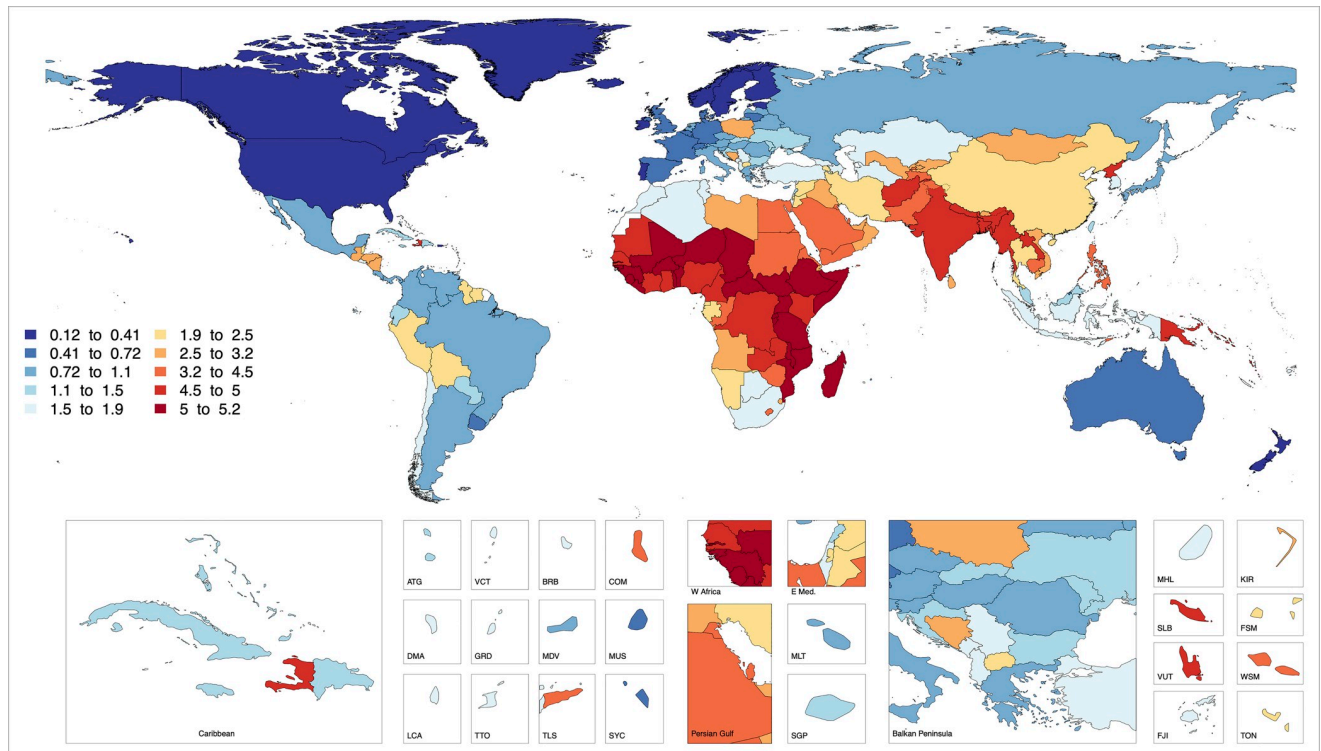 0.12 to 0.41
0.41 to 0.72
0.72 to 1.1
1.1 to 1.5
1.5 to 1.9
1.9 to 2.5
2.5 to 3.2
3.2 to 4.5
4.5 to 5
5 to 5.2
Caribbean
ATG
VCT
BRB
COM
DMA
GRD
MDV
MUS
LCA
TTO
TLS
SYC
W Africa
E Med.
Persian Gulf
MLT
SGP
Balkan Peninsula
MHL
KIR
SLB
FSM
VUT
WSM
FJI
TON